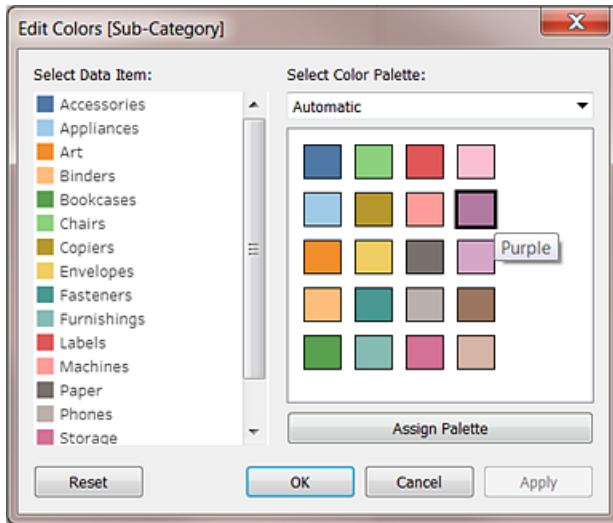 Edit Colors [Sub-Category]
Select Data Item:
Accessories
Appliances
Art
Binders
Bookcases
Chairs
Copiers
Envelopes
Fasteners
Furnishings
Labels
Machines
Paper
Phones
Storage
Select Color Palette:
Automatic
Purple
Assign Palette
Reset
OK
Cancel
Apply